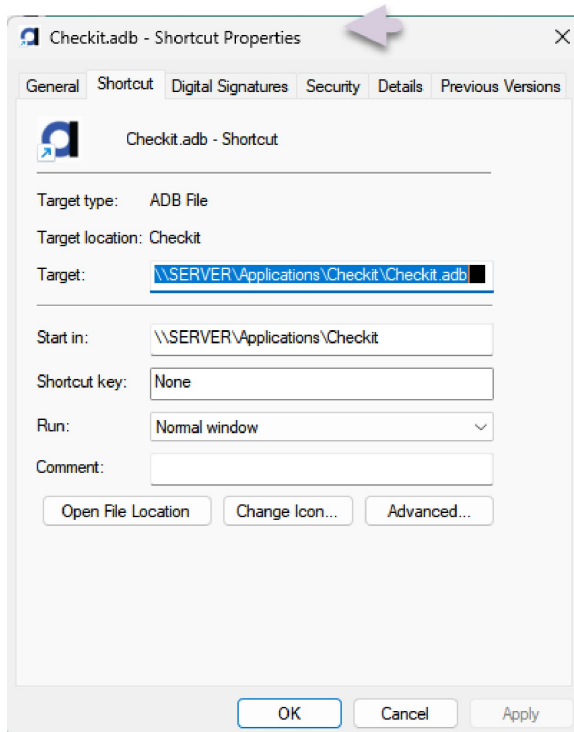 Checkit.adb - Shortcut Properties
General Shortcut Digital Signatures Security Details Previous Versions
Checkit.adb - Shortcut
Target type: ADB File
Target location: Checkit
Target: \\SERVER\Applications\Checkit\Checkit.adb
Start in: \\SERVER\Applications\Checkit
Shortcut key: None
Run: Normal window
Comment:
Open File Location Change Icon... Advanced...
OK Cancel Apply